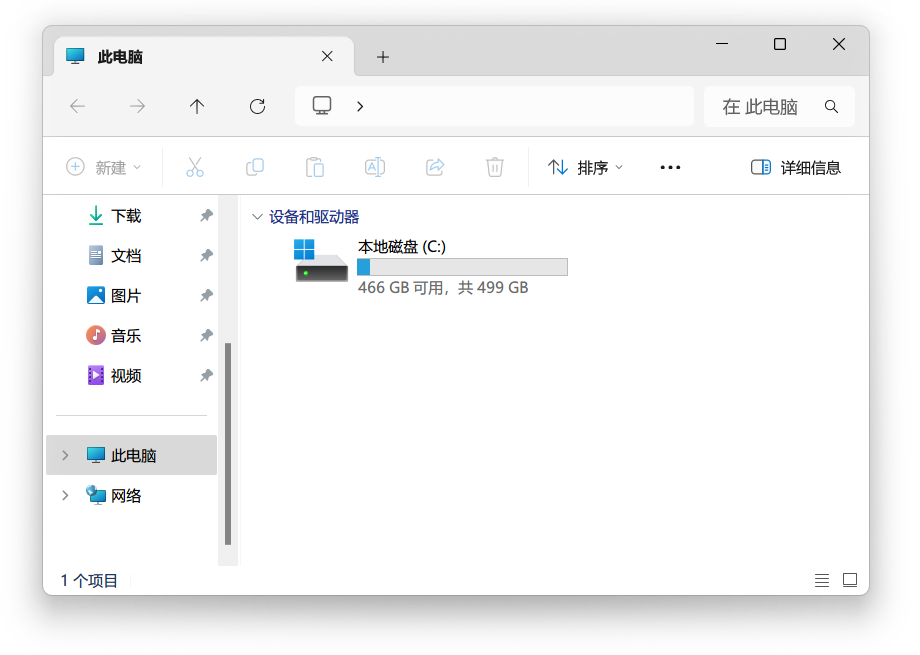 此电脑
在 此电脑
新建
排序
详细信息
下载
文档
图片
音乐
视频
此电脑
网络
设备和驱动器
本地磁盘 (C:)
466 GB 可用，共 499 GB
1 个项目